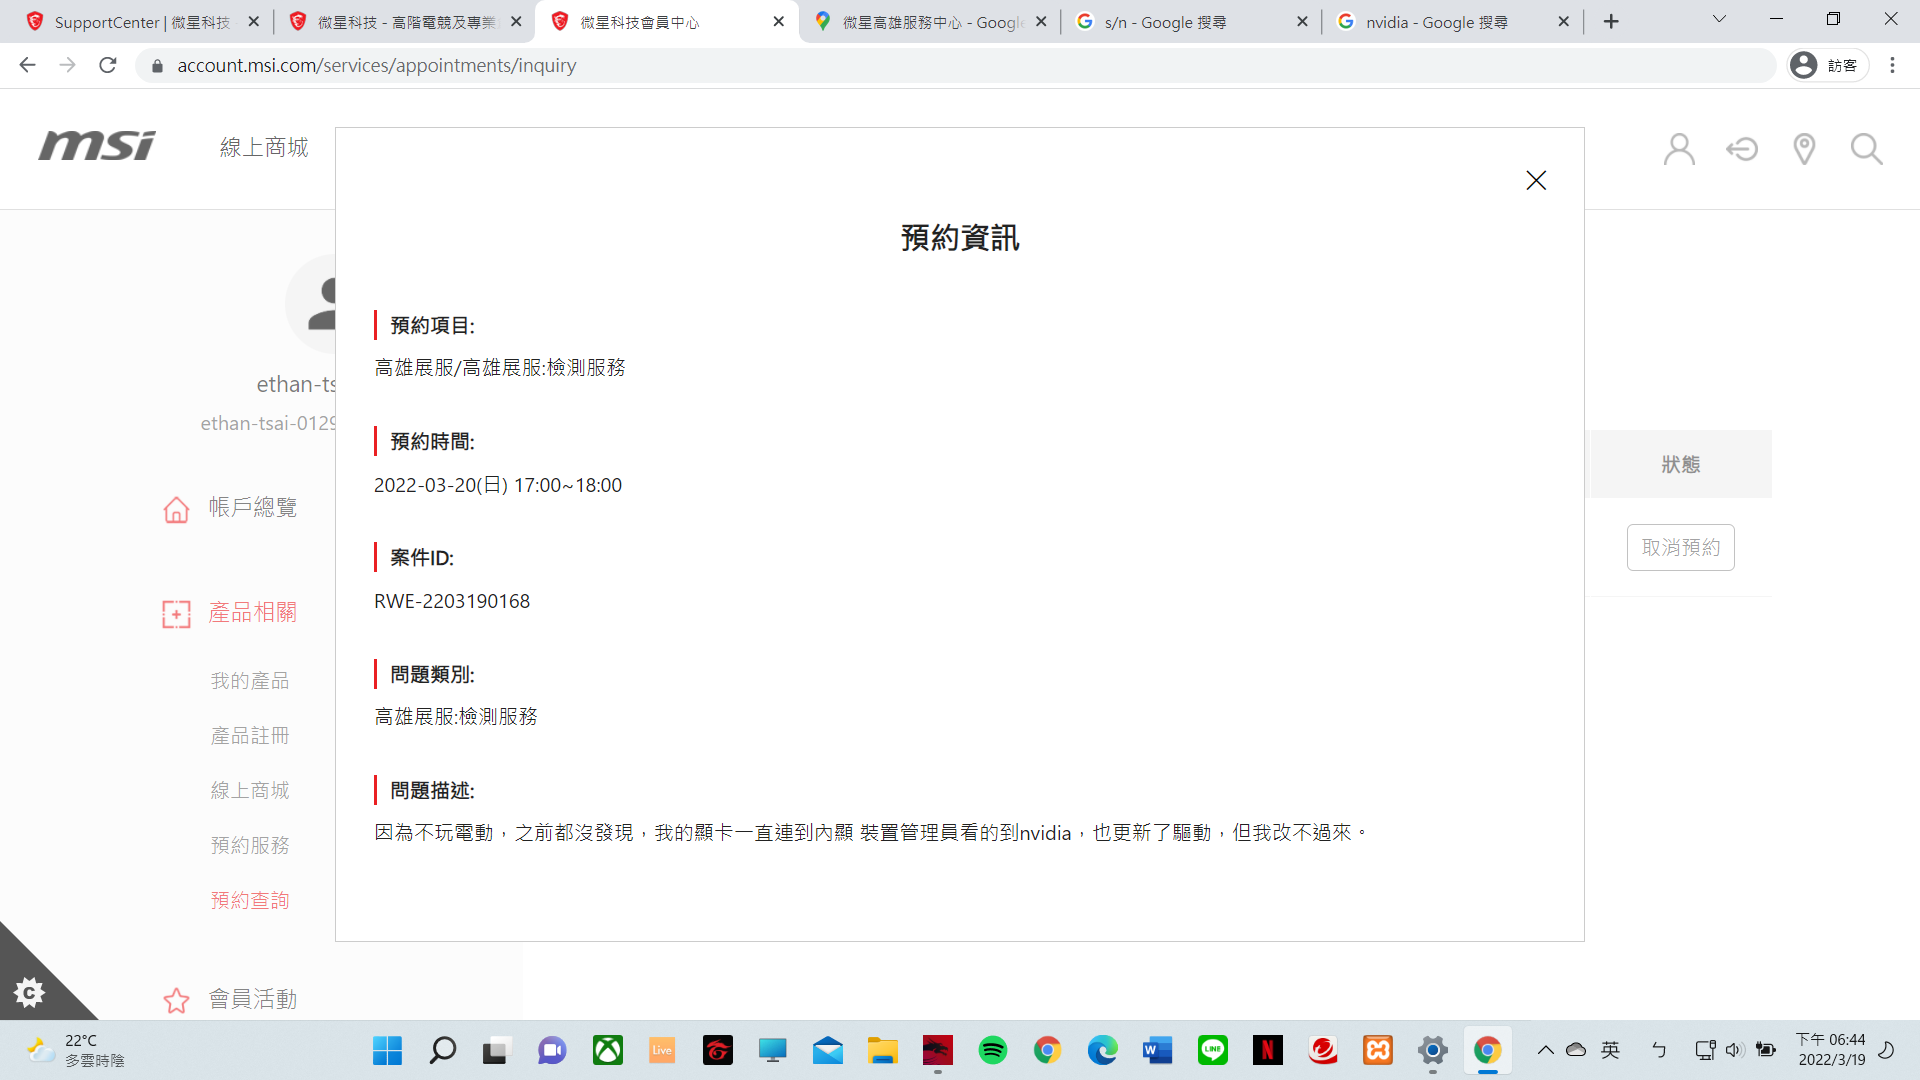 SupportCenter | 微星科技
微星科技 - 高階電競及專業
微星科技會員中心
微星高雄服務中心 - Google
s/n - Google 搜尋
nvidia - Google 搜尋
account.msi.com/services/appointments/inquiry
訪客
msi
線上商城
預約資訊
預約項目:
高雄展服/高雄展服:檢測服務
預約時間:
2022-03-20(日) 17:00~18:00
案件ID:
RWE-2203190168
問題類別:
高雄展服:檢測服務
問題描述:
因為不玩電動，之前都沒發現，我的顯卡一直連到內顯 裝置管理員看的到nvidia，也更新了驅動，但我改不過來。
ethan-ts
ethan-tsai-0129
帳戶總覽
產品相關
我的產品
產品註冊
線上商城
預約服務
預約查詢
會員活動
狀態
取消預約
22°C
多雲時陰
Live
LINE
英
ㄅ
下午 06:44
2022/3/19